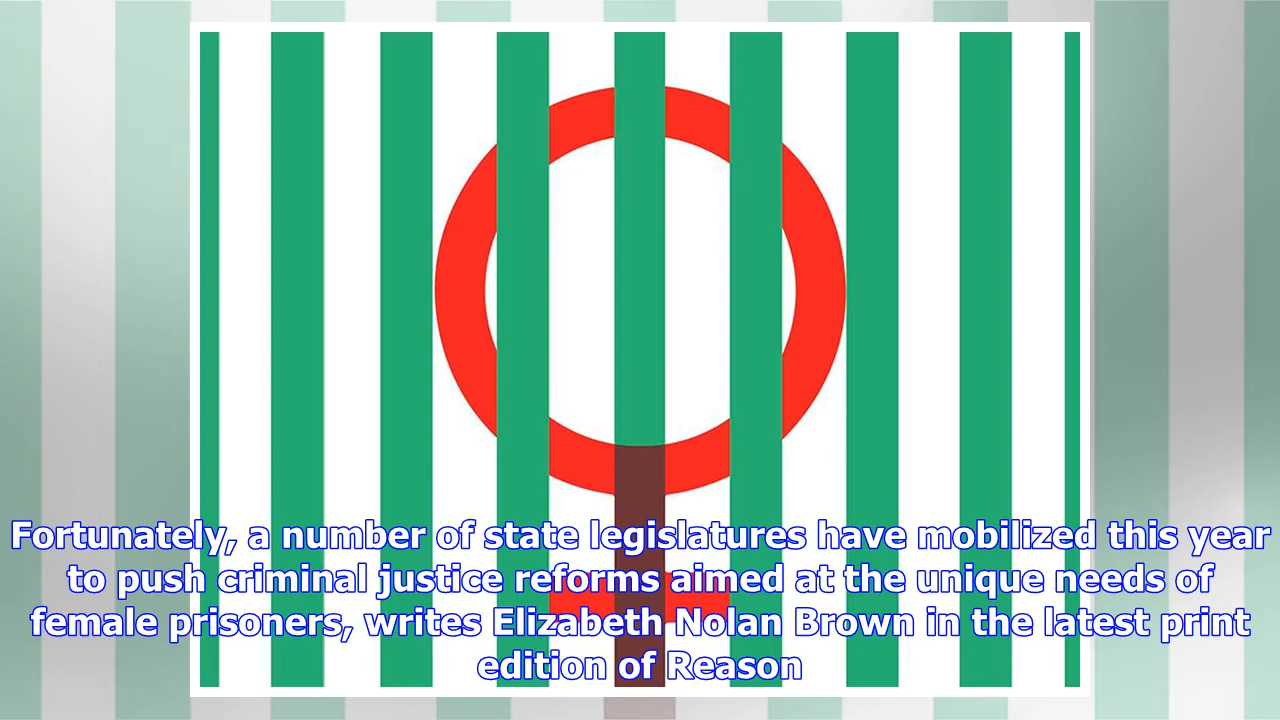 Fortunately, a number of state legislatures have mobilized this year
to push criminal justice reforms aimed at the unique needs of
female prisoners, writes Elizabeth Nolan Brown in the latest print
edition of Reason